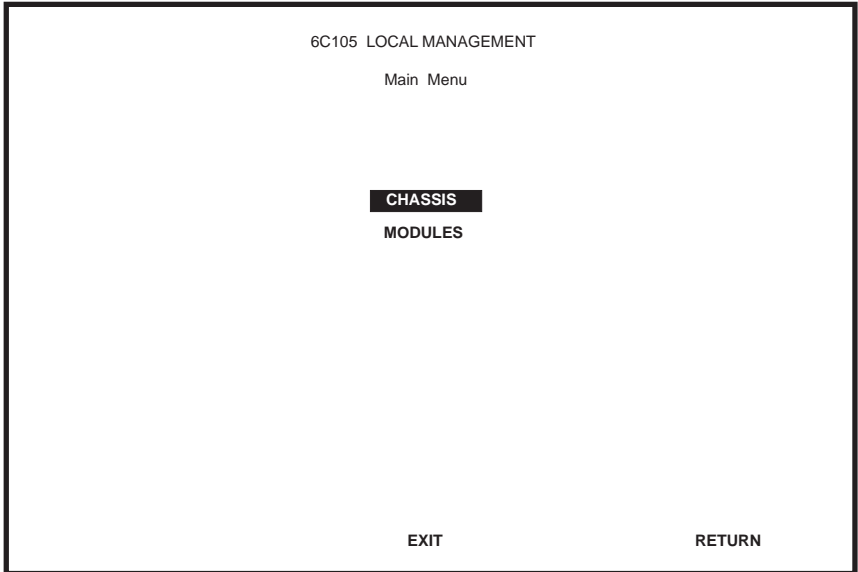 6C105 LOCAL MANAGEMENT
Main Menu
CHASSIS
MODULES
EXIT RETURN